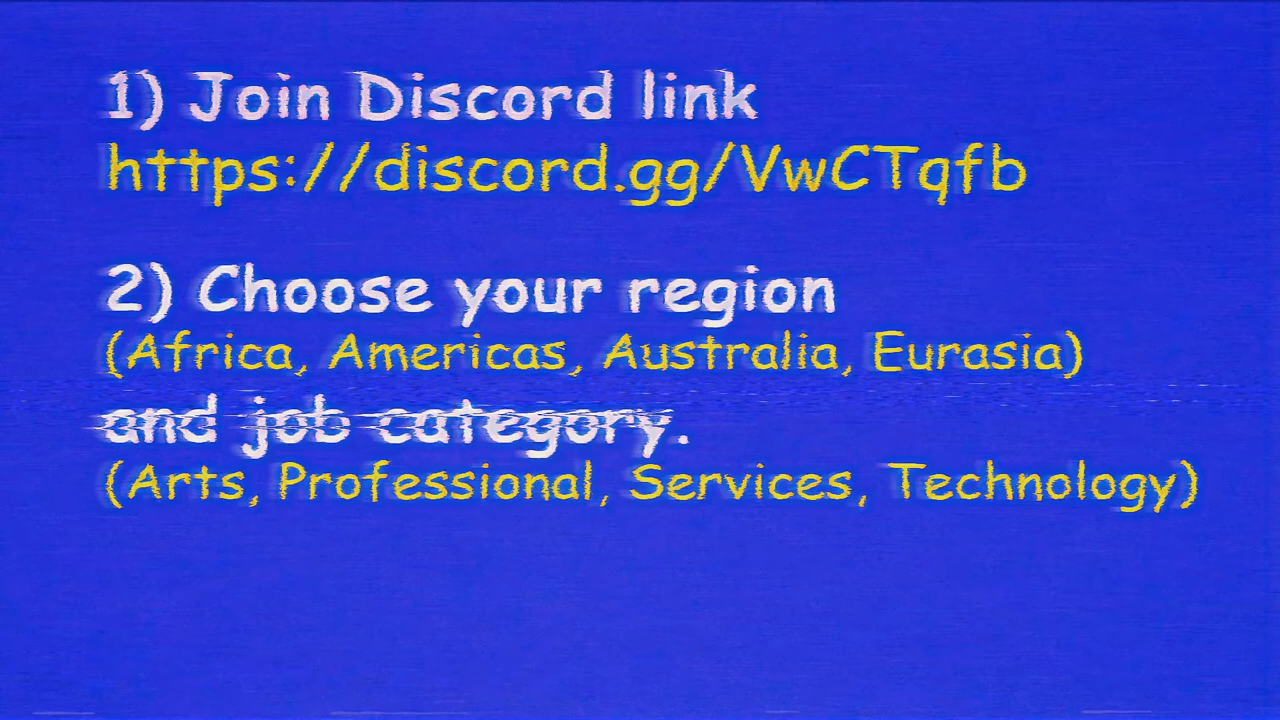 1) Join Discord link
https://discord.gg/VwCTqfb
2) Choose your region
(Africa, Americas, Australia, Eurasia)
and job category.
(Arts, Professional, Services, Technology)